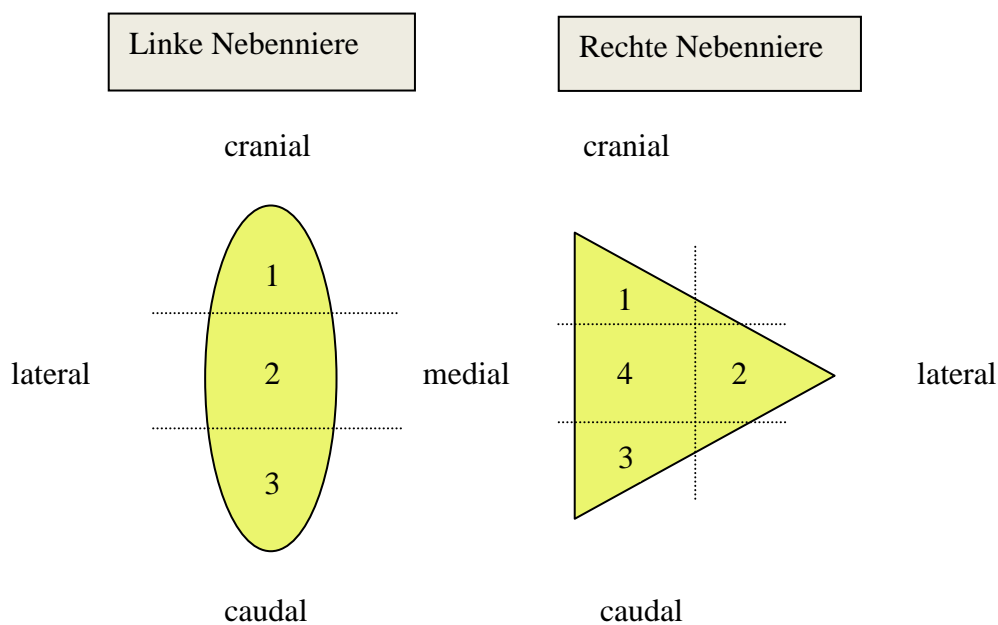 Linke Nebenniere
Rechte Nebenniere
cranial
cranial
1
1
lateral
2
medial
4
2
lateral
3
3
caudal
caudal